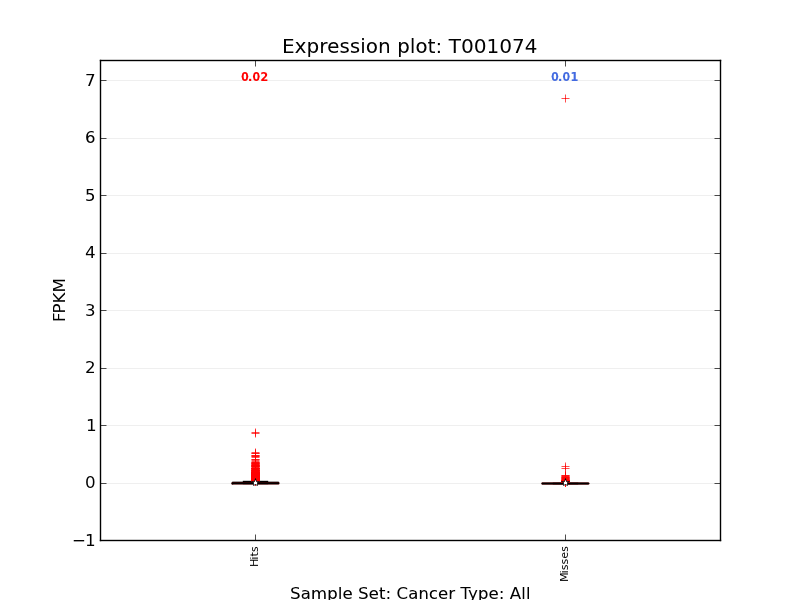 Expression plot: T001074
0.02
0.01
7
6
5
4
3
2
1
0
−1
FPKM
Hits
Misses
Sample Set: Cancer Type: All